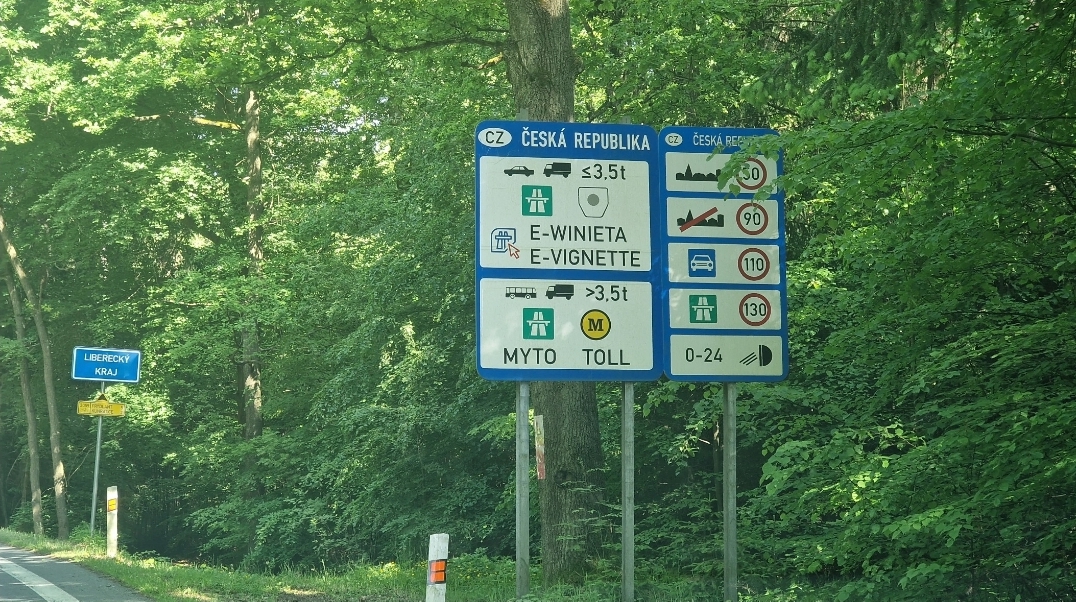 CZ ČESKÁ REPUBLIKA
≤3,5t
E-WINIETA
E-VIGNETTE
>3,5t
M
MYTO TOLL
CZ ČESKÁ
50
90
110
130
0-24
LIBERECKÝ
KRAJ